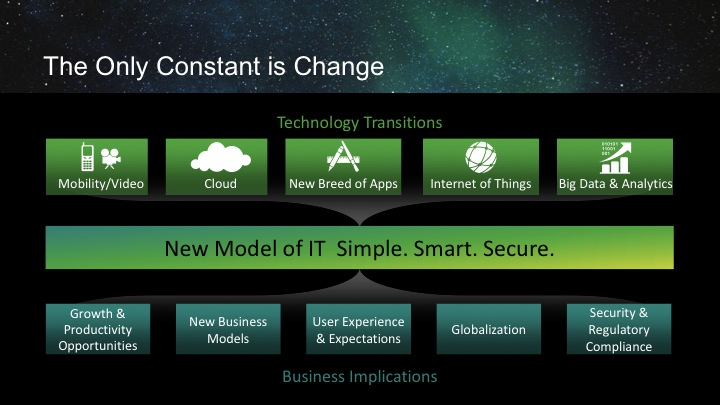 The Only Constant is Change
Technology Transitions
010101
11001
001
Mobility/Video
Cloud
New Breed of Apps
Internet of Things
Big Data & Analytics
New Model of IT  Simple. Smart. Secure.
Growth &
Productivity
Opportunities
New Business
Models
User Experience
& Expectations
Globalization
Security &
Regulatory
Compliance
Business Implications